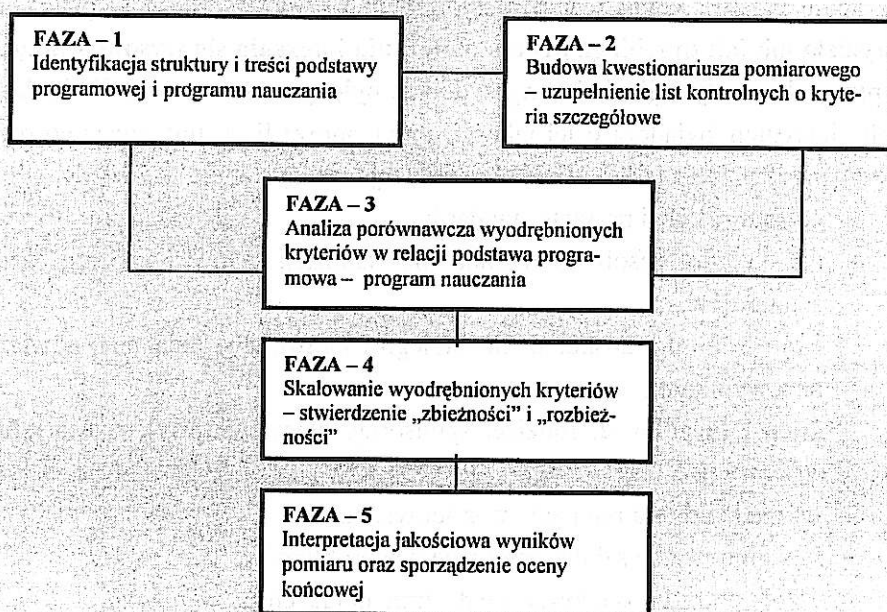 FAZA – 1
Identyfikacja struktury i treści podstawy
programowej i programu nauczania
FAZA – 2
Budowa kwestionariusza pomiarowego
– uzupełnienie list kontrolnych o kryte-
ria szczegółowe
FAZA – 3
Analiza porównawcza wyodrębnionych
kryteriów w relacji podstawa progra-
mowa – program nauczania
FAZA – 4
Skalowanie wyodrębnionych kryteriów
– stwierdzenie „zbieżności” i „rozbież-
ności”
FAZA – 5
Interpretacja jakościowa wyników
pomiaru oraz sporządzenie oceny
końcowej